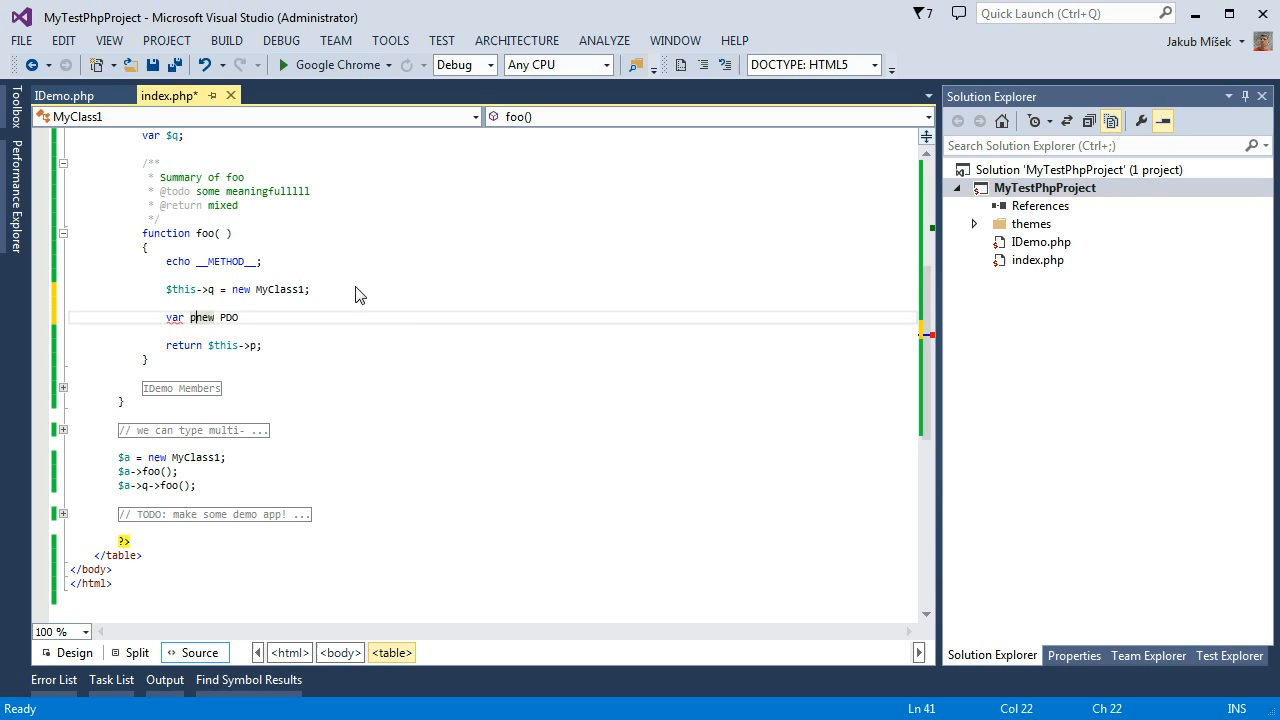 MyTestPhpProject - Microsoft Visual Studio (Administrator)
7
Quick Launch (Ctrl+Q)
FILE EDIT VIEW PROJECT BUILD DEBUG TEAM TOOLS TEST ARCHITECTURE ANALYZE WINDOW HELP
Jakub Míšek
Google Chrome
Debug
Any CPU
DOCTYPE: HTML5
Toolbox
Performance Explorer
IDemo.php
index.php*
MyClass1
foo()
var $q;
/**
* Summary of foo
* @todo some meaningfulllll
* @return mixed
*/
function foo( )
{
echo __METHOD__;
$this->q = new MyClass1;
var pnew PDO
return $this->p;
}
IDemo Members
}
// we can type multi- ...
$a = new MyClass1;
$a->foo();
$a->q->foo();
// TODO: make some demo app! ...
?>
</table>
</body>
</html>
100 %
Design
Split
Source
<html>
<body>
<table>
Solution Explorer
Search Solution Explorer (Ctrl+;)
Solution 'MyTestPhpProject' (1 project)
MyTestPhpProject
References
themes
IDemo.php
index.php
Solution Explorer Properties Team Explorer Test Explorer
Error List Task List Output Find Symbol Results
Ready
Ln 41
Col 22
Ch 22
INS